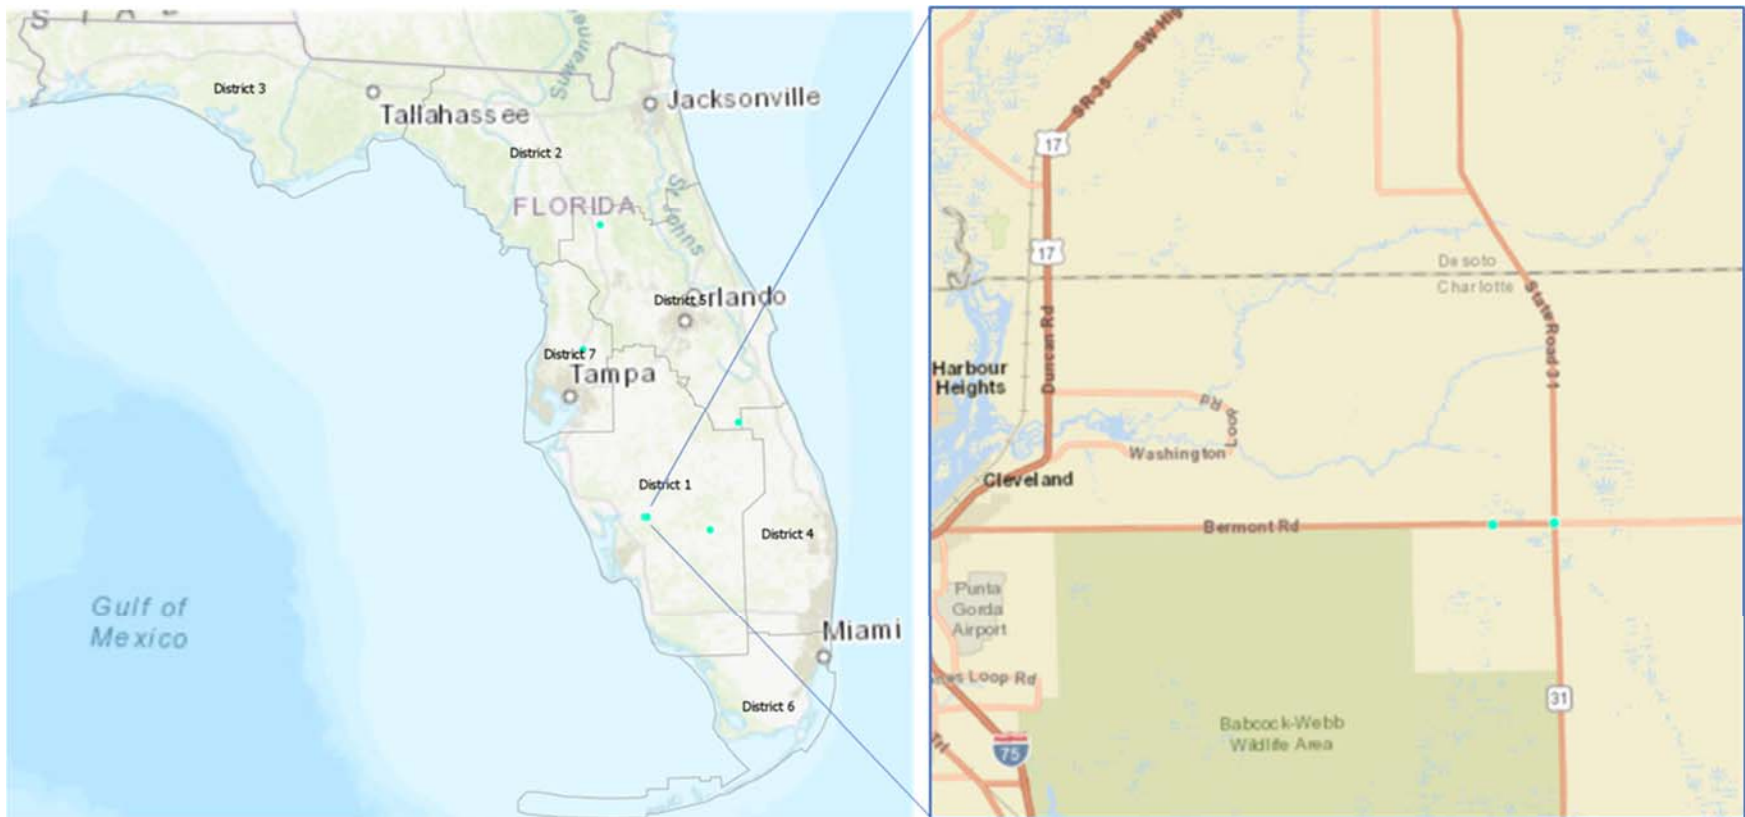 District 3
Tallahassee
Suwannee
Jacksonville
District 2
FLORIDA
St Johns
District 5
Orlando
District 7
Tampa
District 1
District 4
Gulf of
Mexico
Miami
District 6
SR-35
17
17
Desoto
Charlotte
State Road 31
Duncan Rd
Harbour
Heights
Rd
Loop
Washington
Cleveland
Bermont Rd
Punta
Gorda
Airport
Loop Rd
31
Babcock-Webb
Wildlife Area
75
Trl